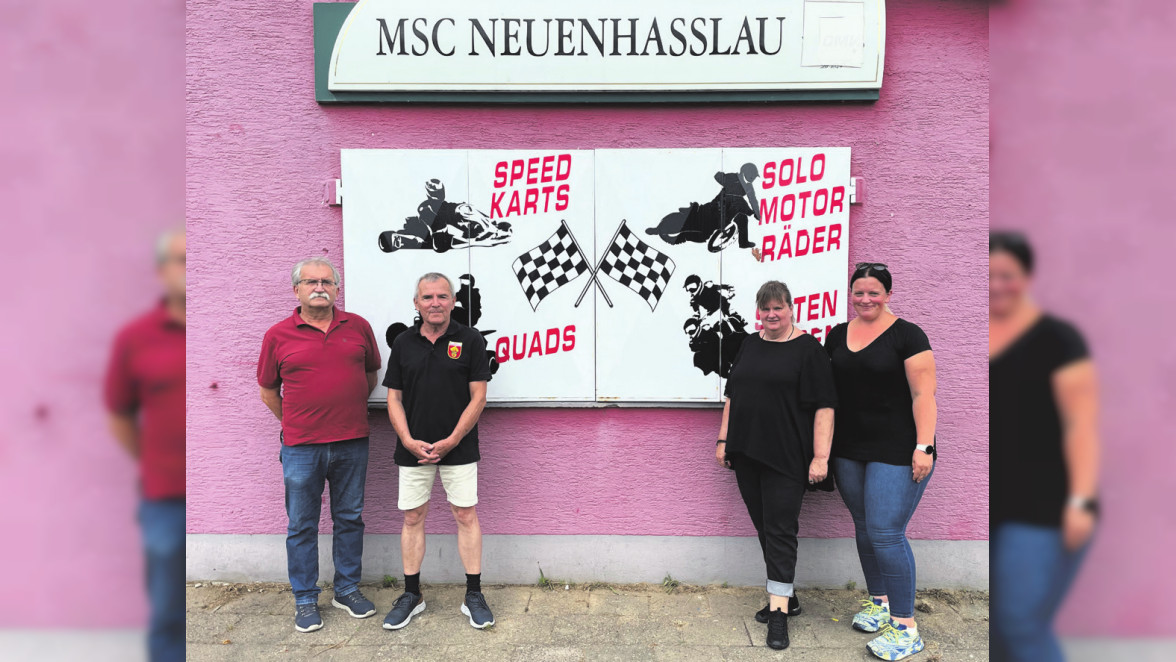 MSC NEUENHASSLAU
SPEED
KARTS
SOLO
MOTOR
RÄDER
QUADS